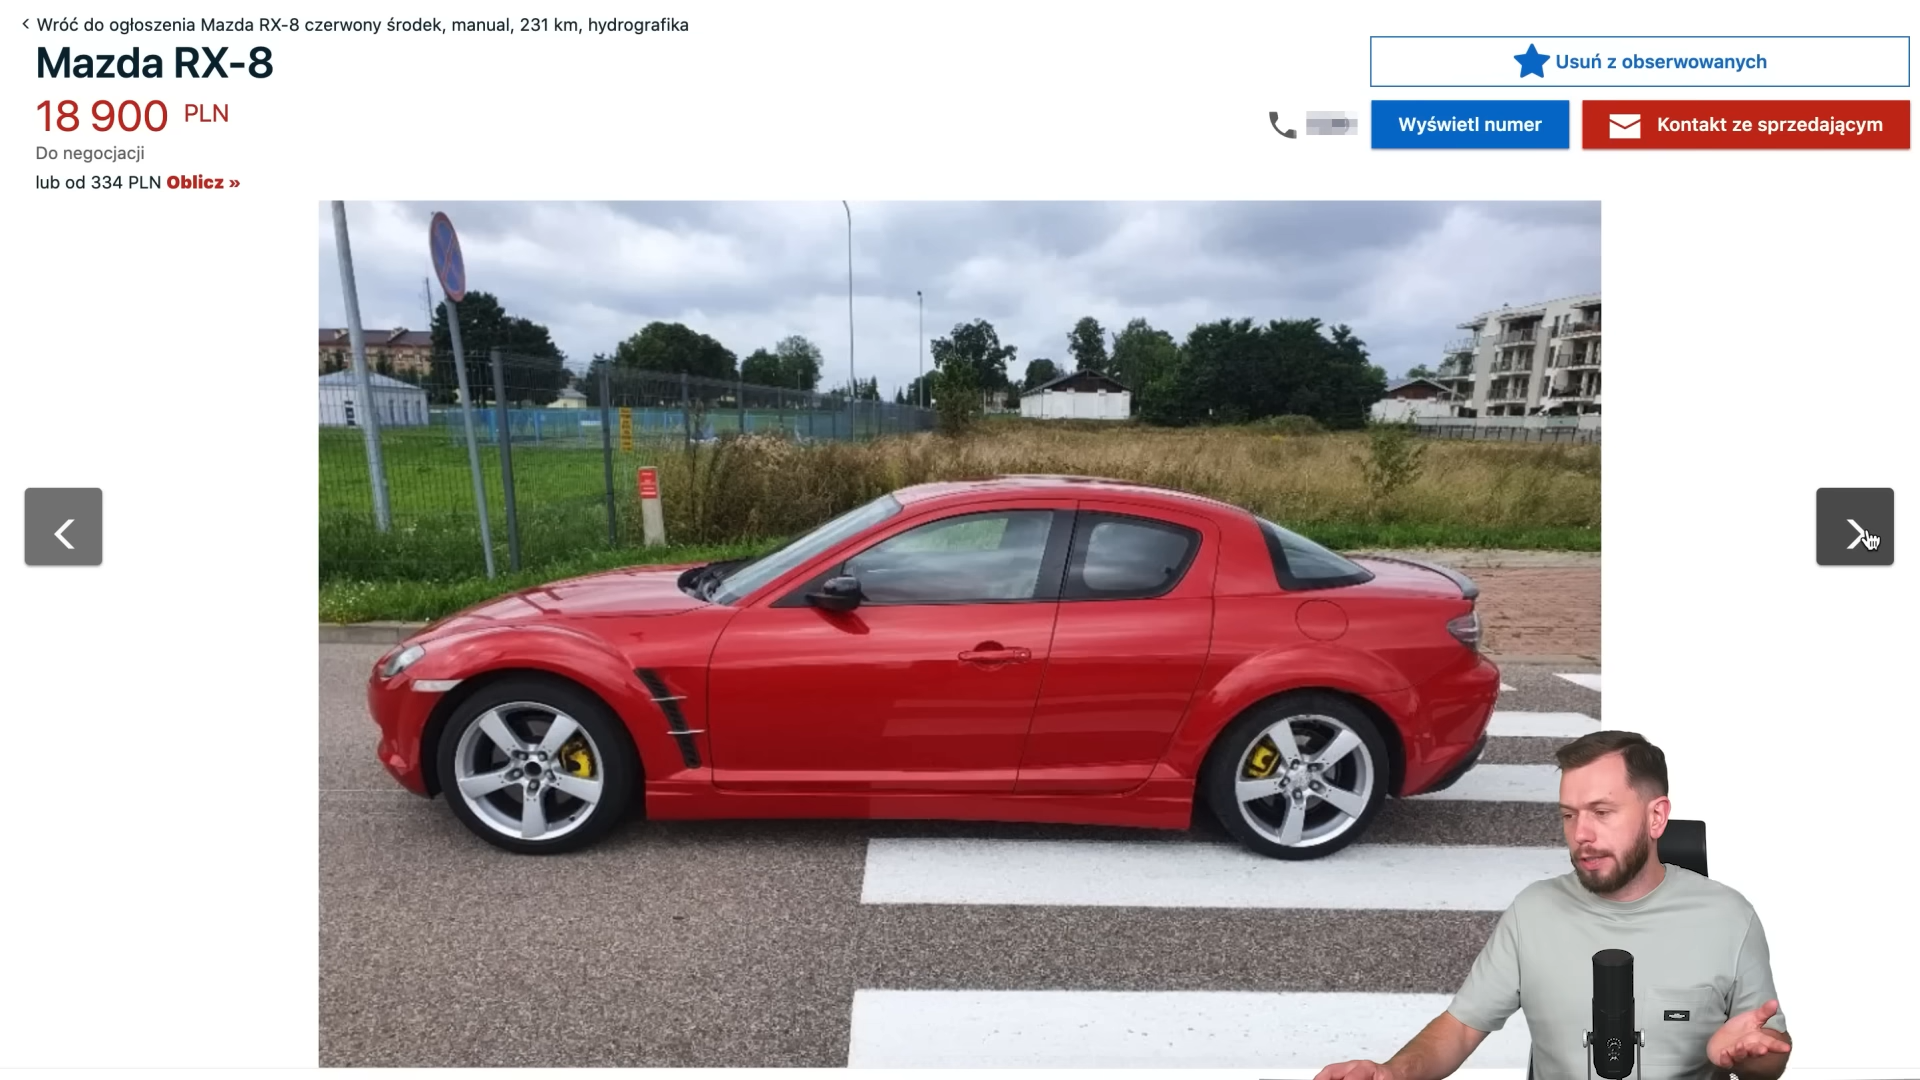 Wróć do ogłoszenia Mazda RX-8 czerwony środek, manual, 231 km, hydrografika
Mazda RX-8
18 900 PLN
Do negocjacji
lub od 334 PLN Oblicz »
Usuń z obserwowanych
Wyświetl numer
Kontakt ze sprzedającym